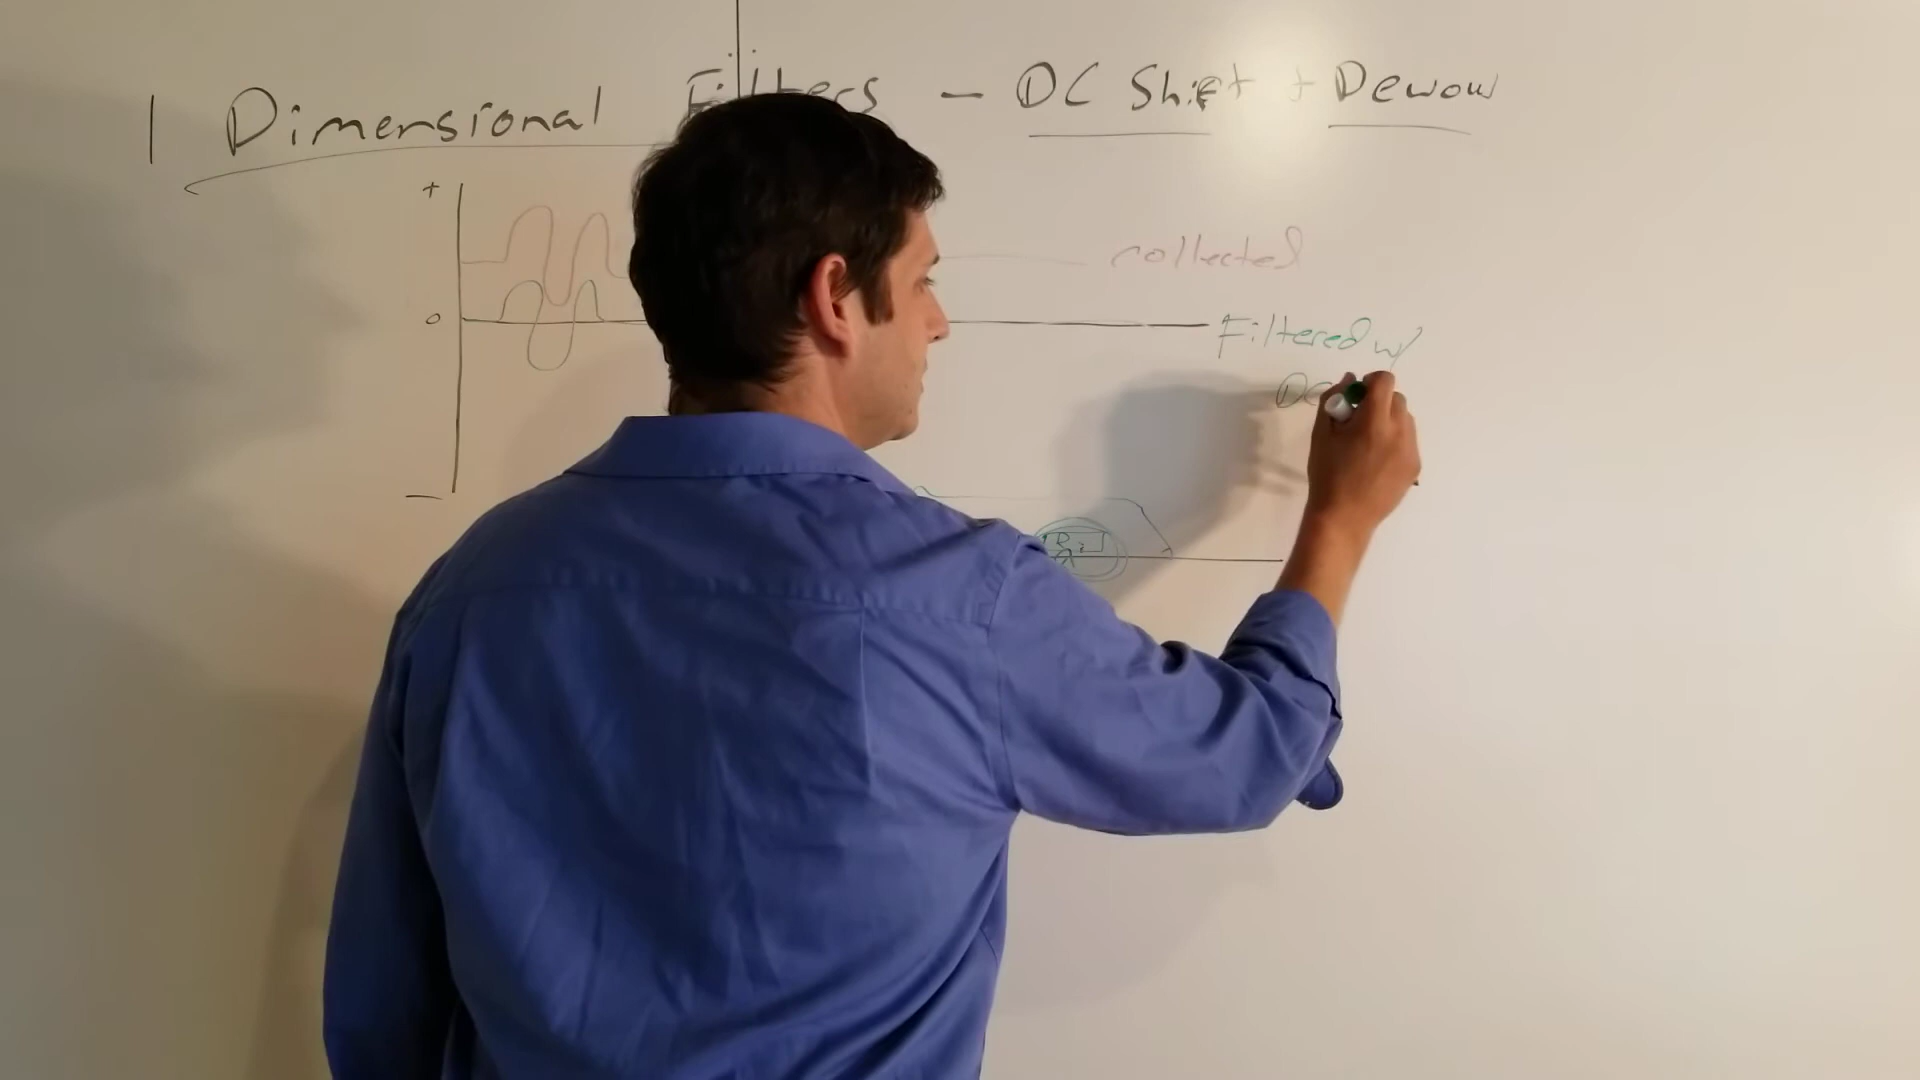 1 Dimensional Filters - DC Shift + Dewow
+
collected
0
Filtered w/
DC
-